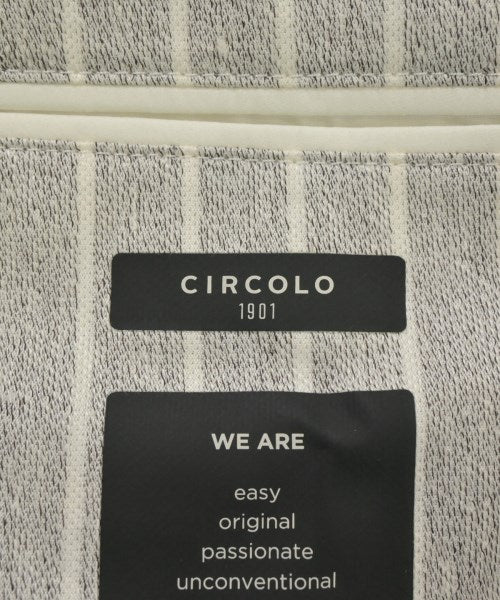 CIRCOLO
1901
WE ARE
easy
original
passionate
unconventional